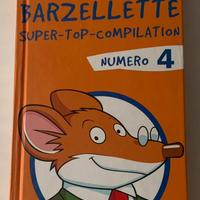 BARZELLETTE
SUPER-TOP-COMPILATION
NUMERO 4